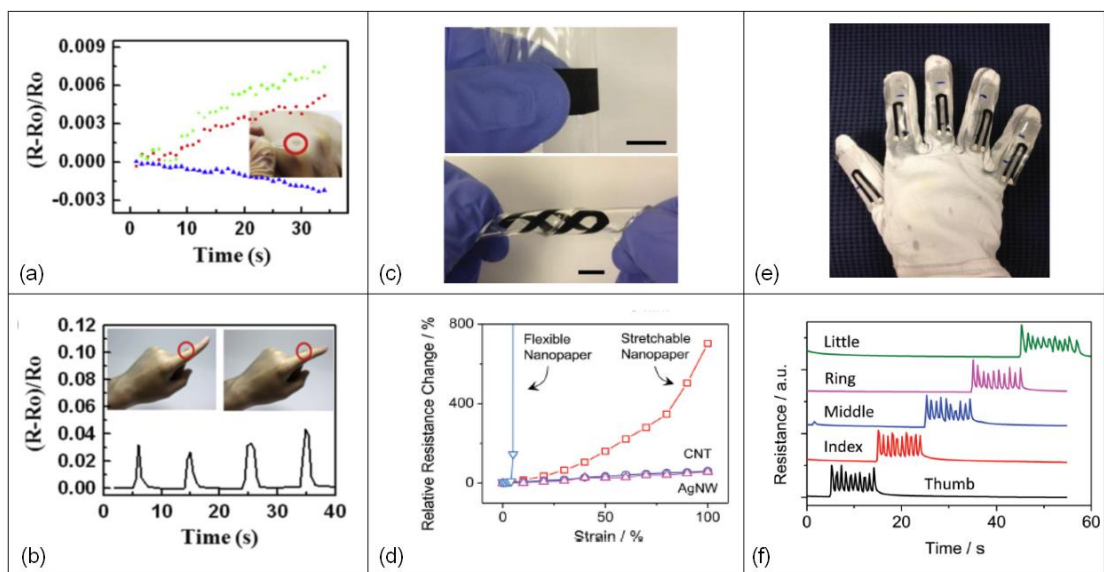 0.009
0.006
0.003
0.000
-0.003
(R-Ro)/Ro
0 10 20 30
Time (s)
(a)
(c)
(e)
0.12
0.10
0.08
0.06
0.04
0.02
0.00
(R-Ro)/Ro
0 10 20 30 40
Time (s)
(b)
800
400
0
Relative Resistance Change / %
Flexible
Nanopaper
Stretchable
Nanopaper
CNT
AgNW
0 50 100
Strain / %
(d)
Resistance / a.u.
Little
Ring
Middle
Index
Thumb
0 20 40 60
Time / s
(f)